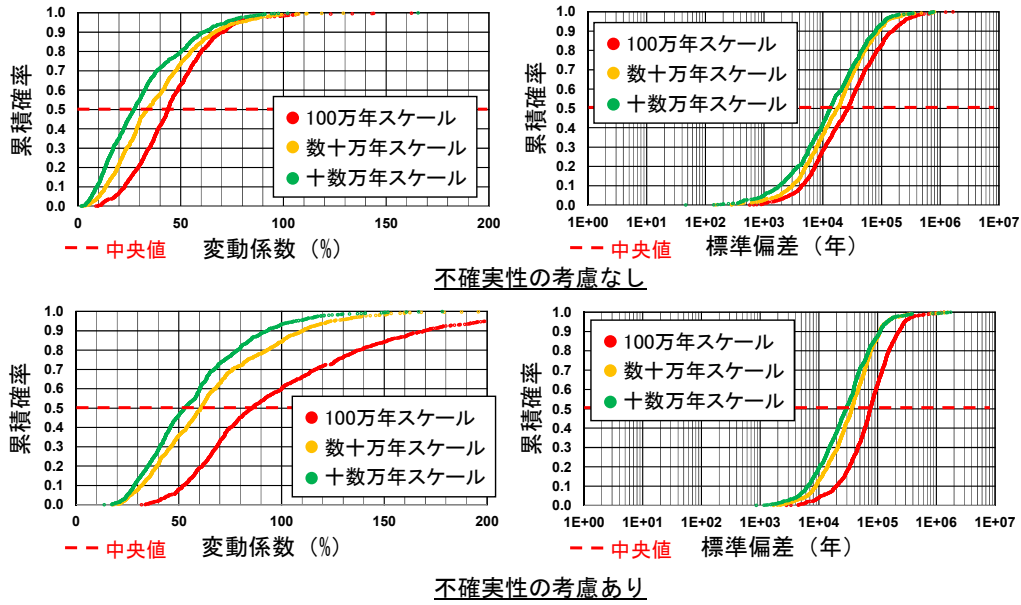 1.0
0.9
0.8
0.7
0.6
0.5
0.4
0.3
0.2
0.1
0.0
累積確率
100万年スケール
数十万年スケール
十数万年スケール
0 50 100 150 200
中央値 変動係数 (%)
1.0
0.9
0.8
0.7
0.6
0.5
0.4
0.3
0.2
0.1
0.0
累積確率
100万年スケール
数十万年スケール
十数万年スケール
1E+00 1E+01 1E+02 1E+03 1E+04 1E+05 1E+06 1E+07
中央値 標準偏差 (年)
不確実性の考慮なし
1.0
0.9
0.8
0.7
0.6
0.5
0.4
0.3
0.2
0.1
0.0
累積確率
100万年スケール
数十万年スケール
十数万年スケール
0 50 100 150 200
中央値 変動係数 (%)
1.0
0.9
0.8
0.7
0.6
0.5
0.4
0.3
0.2
0.1
0.0
累積確率
100万年スケール
数十万年スケール
十数万年スケール
1E+00 1E+01 1E+02 1E+03 1E+04 1E+05 1E+06 1E+07
中央値 標準偏差 (年)
不確実性の考慮あり